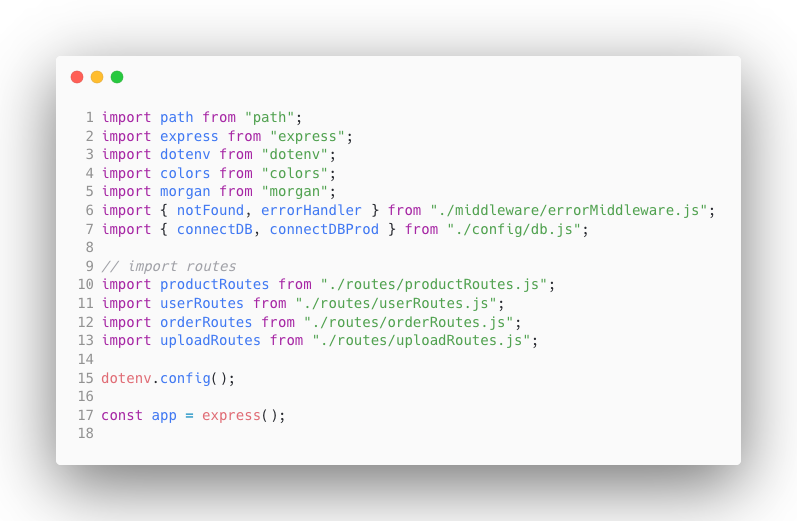 1 import path from "path";
2 import express from "express";
3 import dotenv from "dotenv";
4 import colors from "colors";
5 import morgan from "morgan";
6 import { notFound, errorHandler } from "./middleware/errorMiddleware.js";
7 import { connectDB, connectDBProd } from "./config/db.js";
8
9 // import routes
10 import productRoutes from "./routes/productRoutes.js";
11 import userRoutes from "./routes/userRoutes.js";
12 import orderRoutes from "./routes/orderRoutes.js";
13 import uploadRoutes from "./routes/uploadRoutes.js";
14
15 dotenv.config();
16
17 const app = express();
18